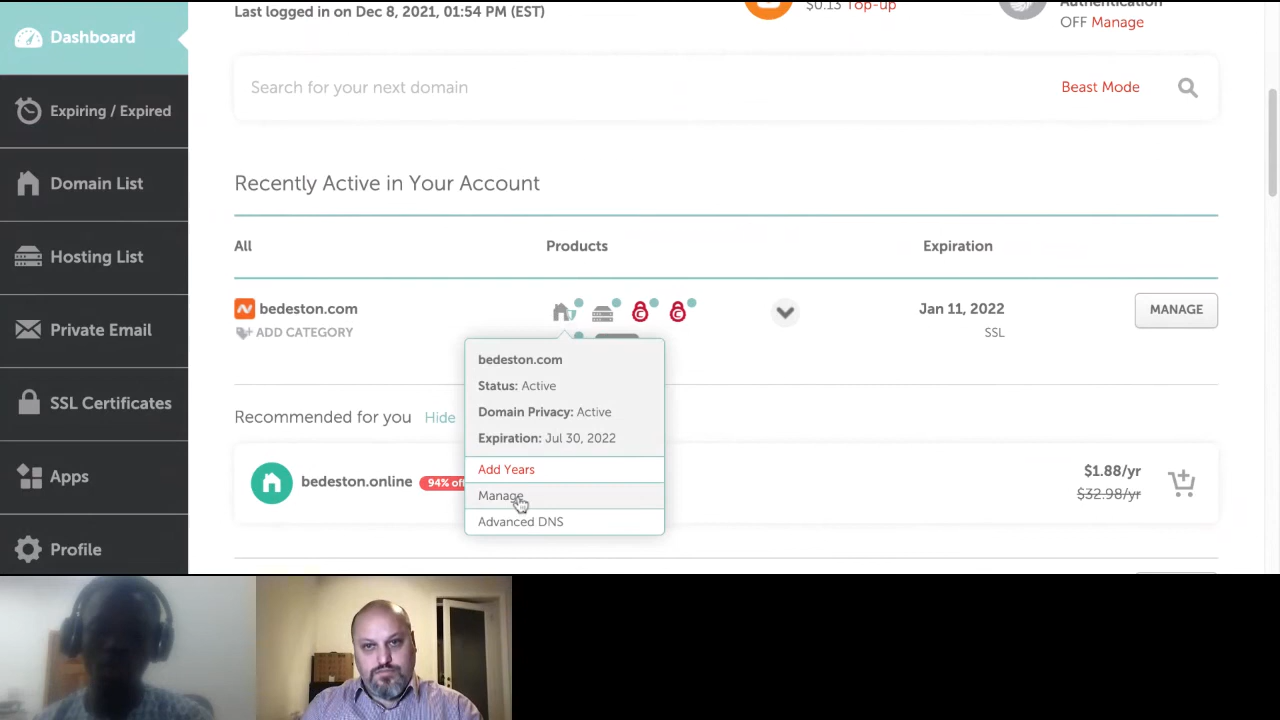 Dashboard
Expiring / Expired
Domain List
Hosting List
Private Email
SSL Certificates
Apps
Profile
Last logged in on Dec 8, 2021, 01:54 PM (EST)
$0.13 Top-up
Authentication
OFF Manage
Search for your next domain
Beast Mode
Recently Active in Your Account
All Products Expiration
bedeston.com
ADD CATEGORY
Jan 11, 2022
SSL
MANAGE
bedeston.com
Status: Active
Domain Privacy: Active
Expiration: Jul 30, 2022
Add Years
Manage
Advanced DNS
Recommended for you Hide
bedeston.online
94% off
$1.88/yr
$32.98/yr